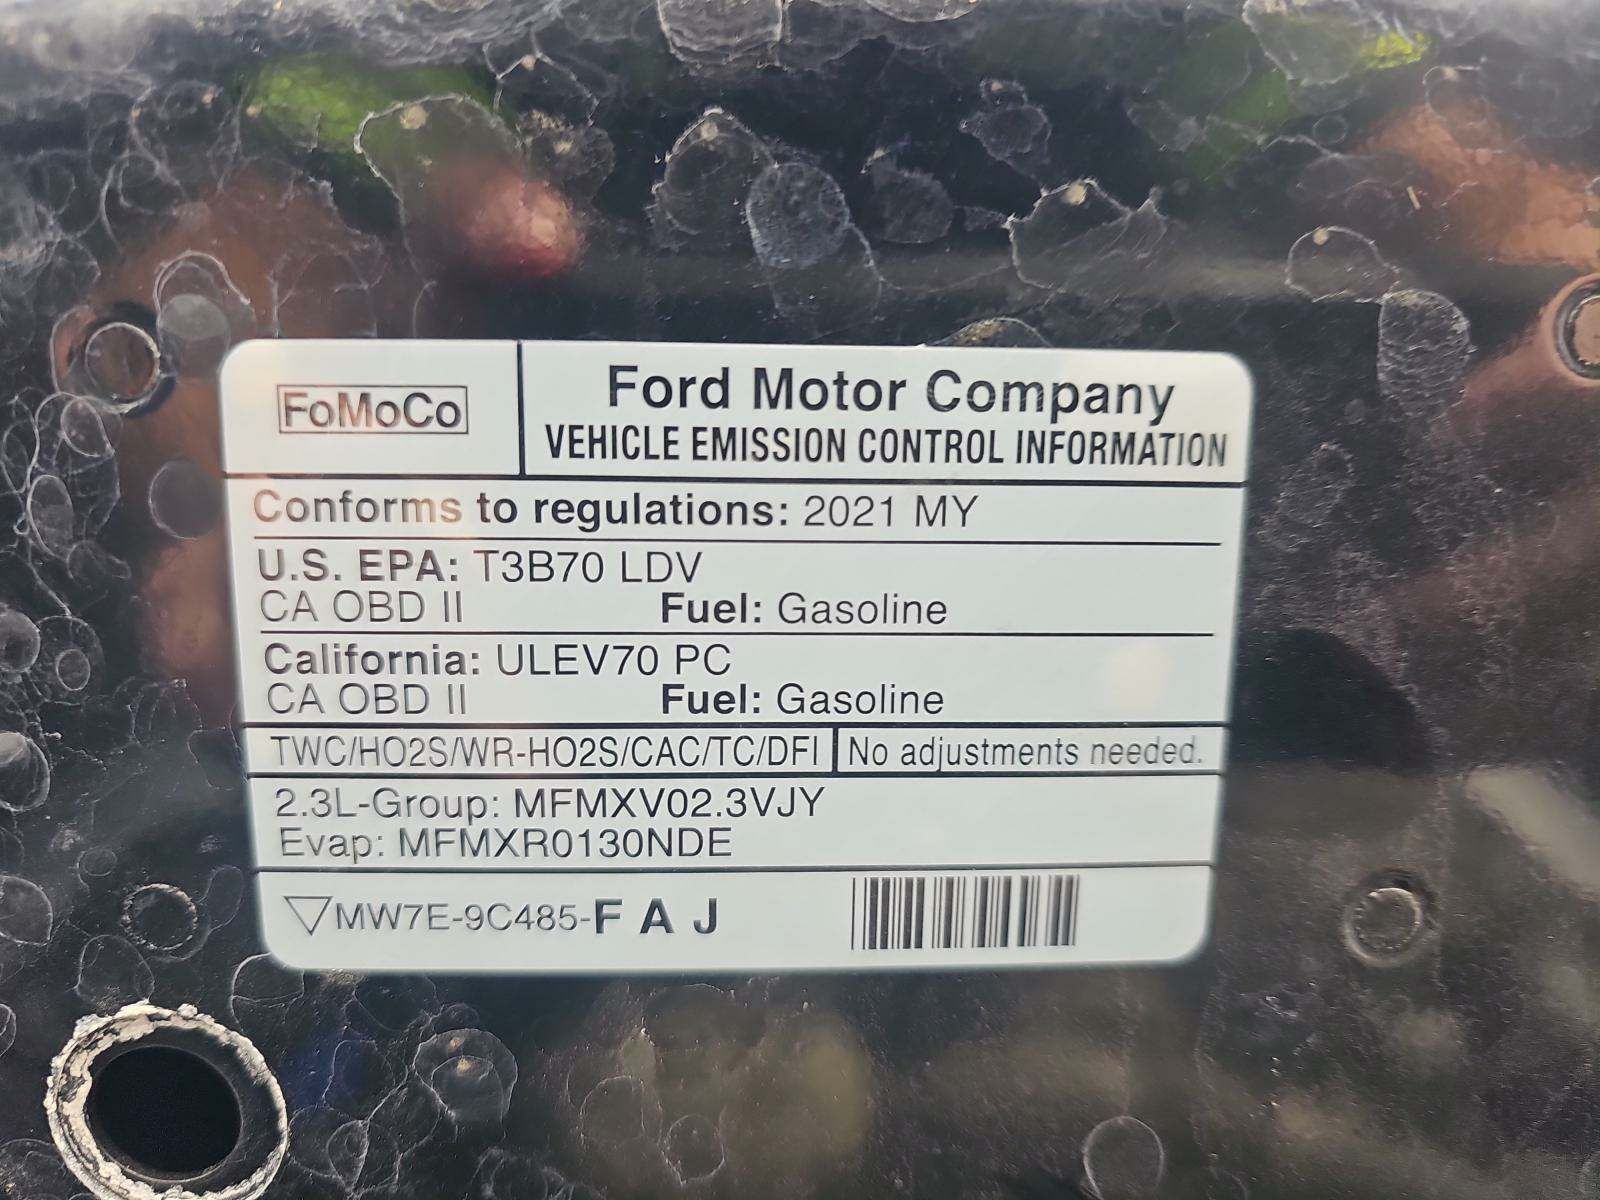 FoMoCo
Ford Motor Company
VEHICLE EMISSION CONTROL INFORMATION
Conforms to regulations: 2021 MY
U.S. EPA: T3B70 LDV
CA OBD II Fuel: Gasoline
California: ULEV70 PC
CA OBD II Fuel: Gasoline
TWC/HO2S/WR-HO2S/CAC/TC/DFI No adjustments needed.
2.3L-Group: MFMXV02.3VJY
Evap: MFMXR0130NDE
▽MW7E-9C485-F A J